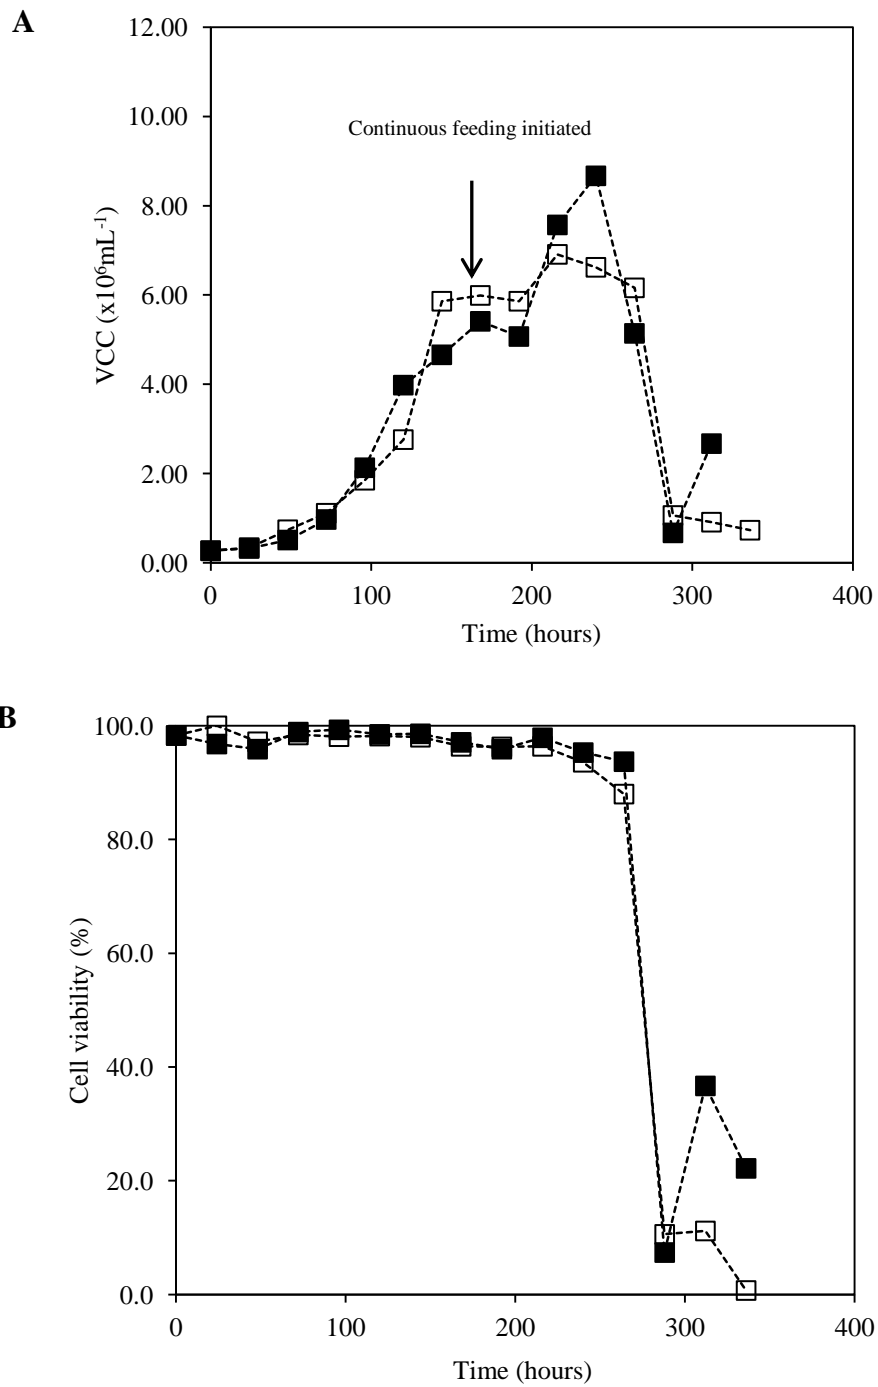 A
12.00
10.00
8.00
6.00
4.00
2.00
0.00
VCC (x10⁶mL⁻¹)
Continuous feeding initiated
0 100 200 300 400
Time (hours)
B
100.0
80.0
60.0
40.0
20.0
0.0
Cell viability (%)
0 100 200 300 400
Time (hours)